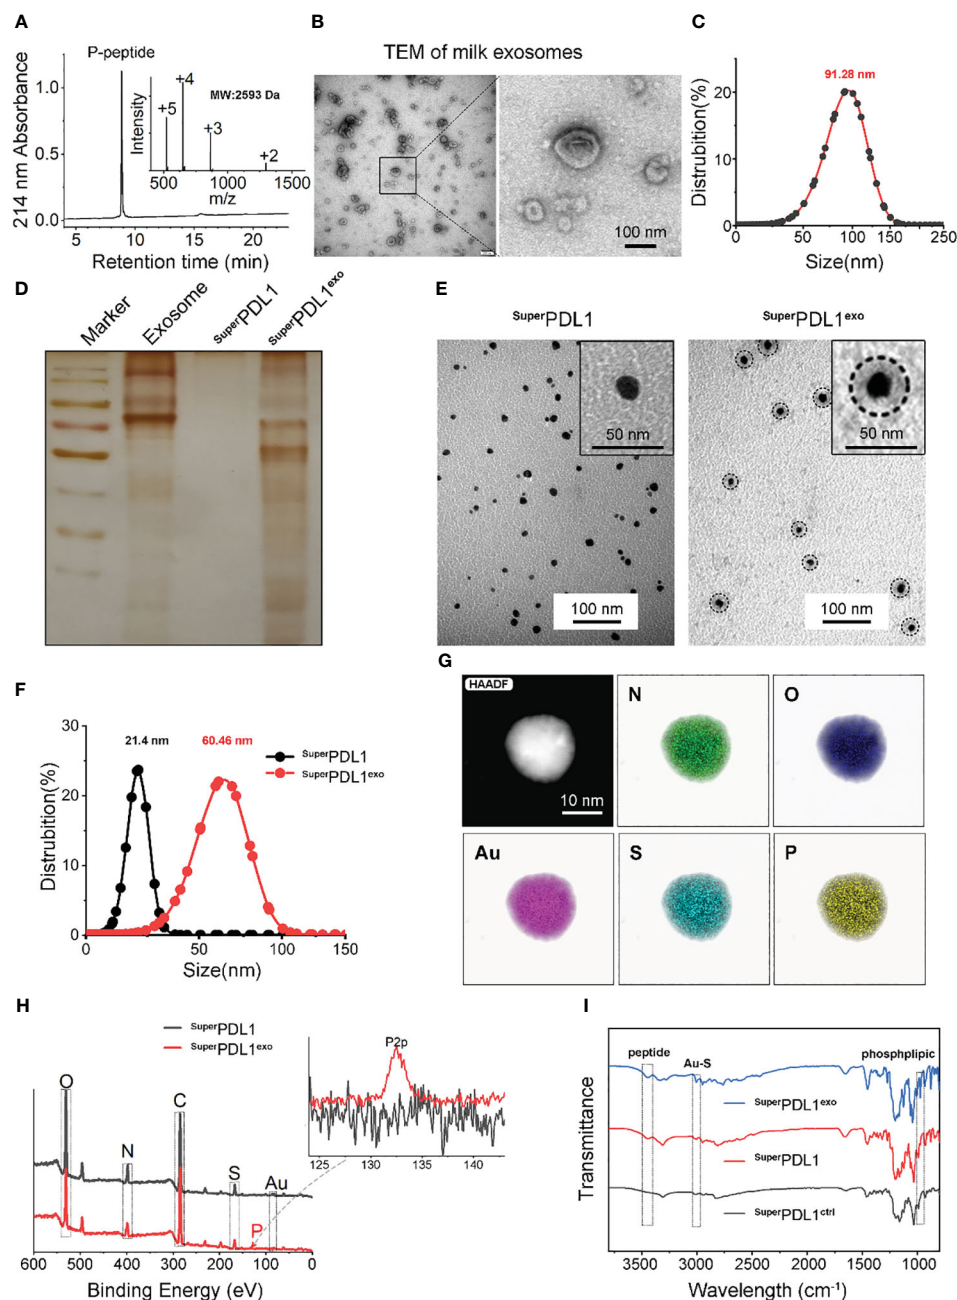 A
P-peptide
214 nm Absorbance
1.0
0.5
0.0
5
10
15
20
Retention time (min)
Intensity
+5
+4
+3
+2
MW:2593 Da
500
1000
1500
m/z
B
TEM of milk exosomes
100 nm
C
91.28 nm
Distrubition(%)
20
10
0
0
50
100
150
250
Size(nm)
D
Marker
Exosome
SuperPDL1
SuperPDL1exo
E
SuperPDL1
50 nm
100 nm
SuperPDL1exo
50 nm
100 nm
F
Distrubition(%)
30
20
10
0
21.4 nm
60.46 nm
SuperPDL1
SuperPDL1exo
0
50
100
150
Size(nm)
G
HAADF
10 nm
N
O
Au
S
P
H
SuperPDL1
SuperPDL1exo
O
N
C
S
Au
P
P2p
125
130
135
140
600
500
400
300
200
100
0
Binding Energy (eV)
I
peptide
Au-S
phosphplipic
SuperPDL1exo
SuperPDL1
SuperPDL1ctrl
Transmittance
3500
3000
2500
2000
1500
1000
Wavelength (cm-1)